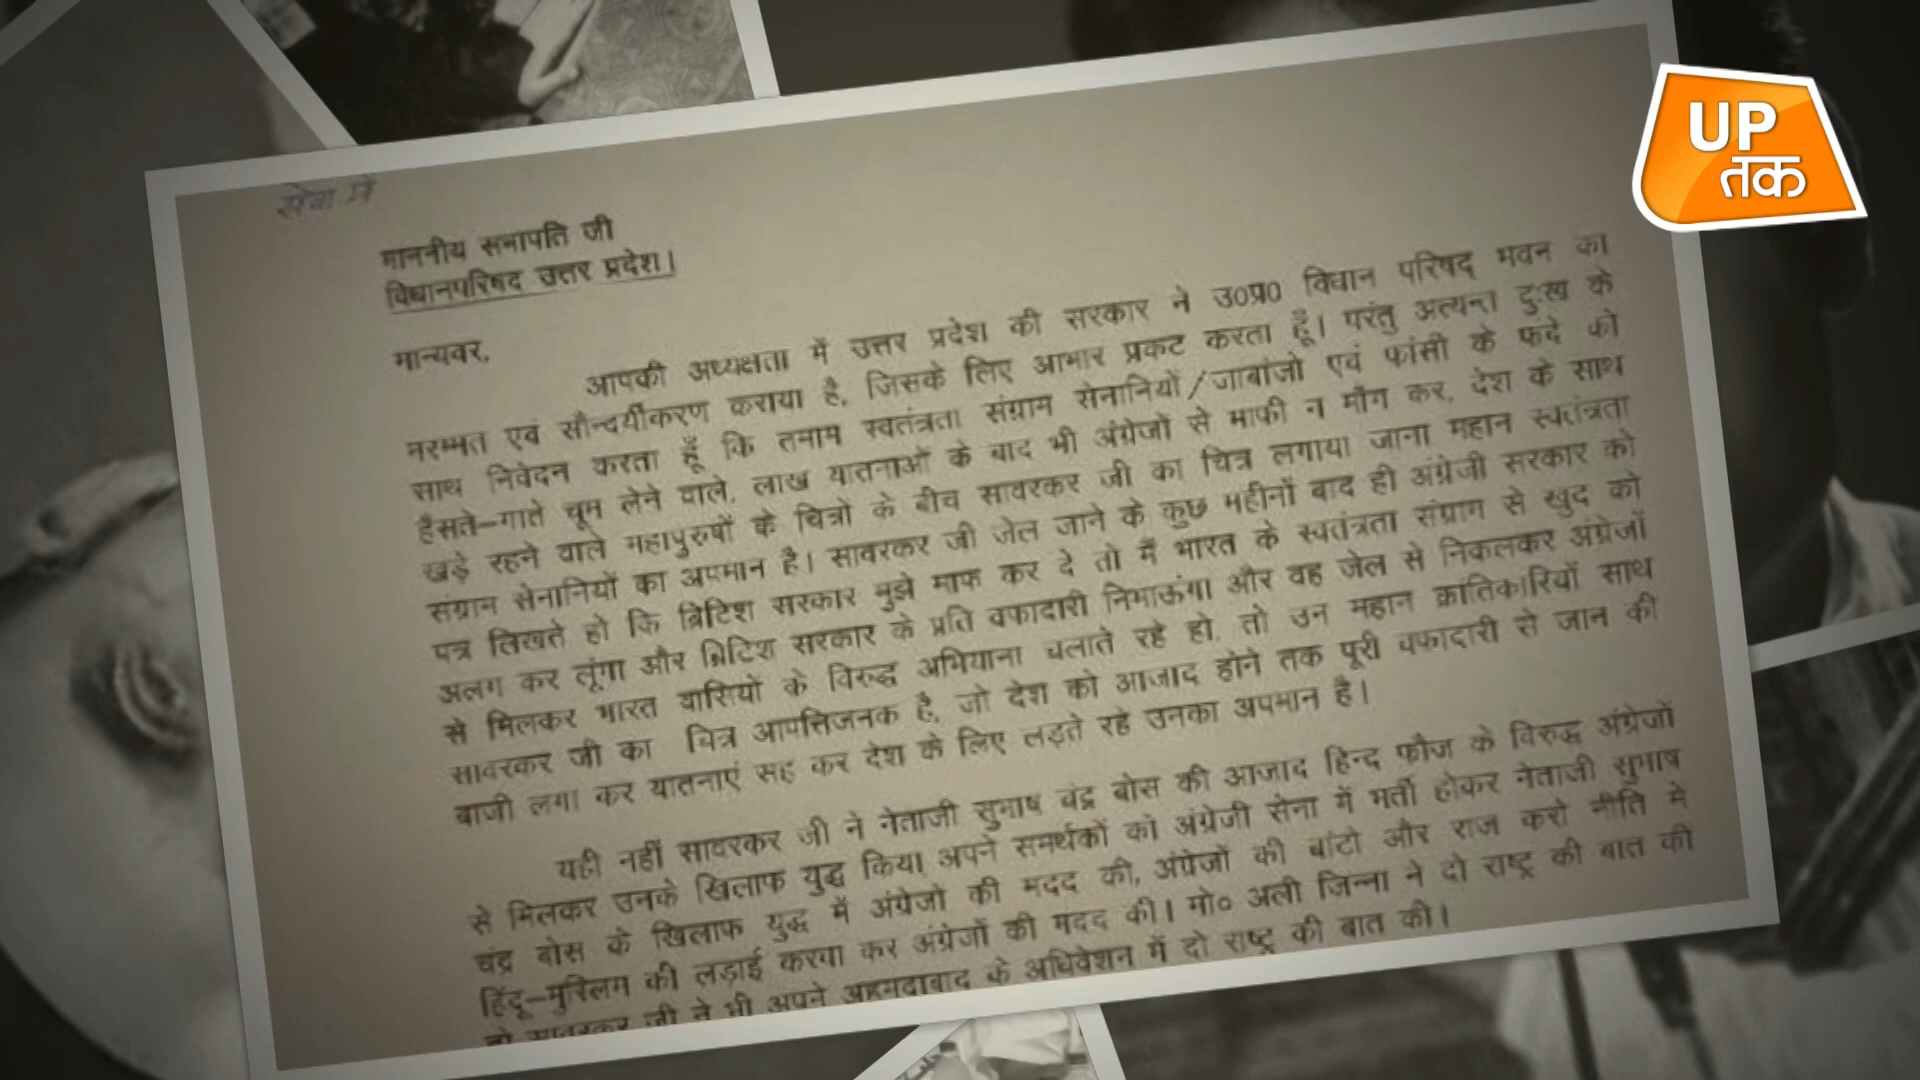 सेवा में
माननीय सभापति जी
विधानपरिषद उत्तर प्रदेश।
मान्यवर,
आपकी अध्यक्षता में उत्तर प्रदेश की सरकार ने उ०प्र० विधान परिषद् भवन का
मरम्मत एवं सौन्दर्यीकरण कराया है, जिसके लिए आभार प्रकट करता हूँ। परंतु अत्यन्त दुःख के
साथ निवेदन करता हूँ कि तमाम स्वतंत्रता संग्राम सेनानियों/जाबांजो एवं फांसी के फंदे को
हँसते–गाते चूम लेने वाले, लाख यातनाओं के बाद भी अंग्रेजों से माफी न माँग कर, देश के साथ
खड़े रहने वाले महापुरुषों के चित्रों के बीच सावरकर जी का चित्र लगाया जाना महान स्वतंत्रता
संग्राम सेनानियों का अपमान है। सावरकर जी जेल जाने के कुछ महीनों बाद ही अंग्रेजी सरकार को
पत्र लिखते हो कि ब्रिटिश सरकार मुझे माफ कर दे तो मैं भारत के स्वतंत्रता संग्राम से खुद को
अलग कर लूंगा और ब्रिटिश सरकार के प्रति वफादारी निभाऊंगा और वह जेल से निकलकर अंग्रेजों
से मिलकर भारत वासियों के विरुद्ध अभियाना चलाते रहे हो, तो उन महान क्रांतिकारियों साथ
सावरकर जी का चित्र आपत्तिजनक है, जो देश को आजाद होने तक पूरी वफादारी से जान की
बाजी लगा कर यातनाएं सह कर देश के लिए लड़ते रहे उनका अपमान है।
यही नहीं सावरकर जी ने नेताजी सुभाष चंद्र बोस की आजाद हिन्द फौज के विरुद्ध अंग्रेजों
से मिलकर उनके खिलाफ युद्ध किया, अपने समर्थकों को अंग्रेजी सेना में भर्ती होकर नेताजी सुभाष
चंद्र बोस के खिलाफ युद्ध में अंग्रेजो की मदद की, अंग्रेजों की बांटो और राज करो नीति में
हिंदू–मुस्लिम की लड़ाई करवा कर अंग्रेजों की मदद की। मो० अली जिन्ना ने दो राष्ट्र की बात की
तो सावरकर जी ने भी अपने अहमदाबाद के अधिवेशन में दो राष्ट्र की बात की।
UP
तक